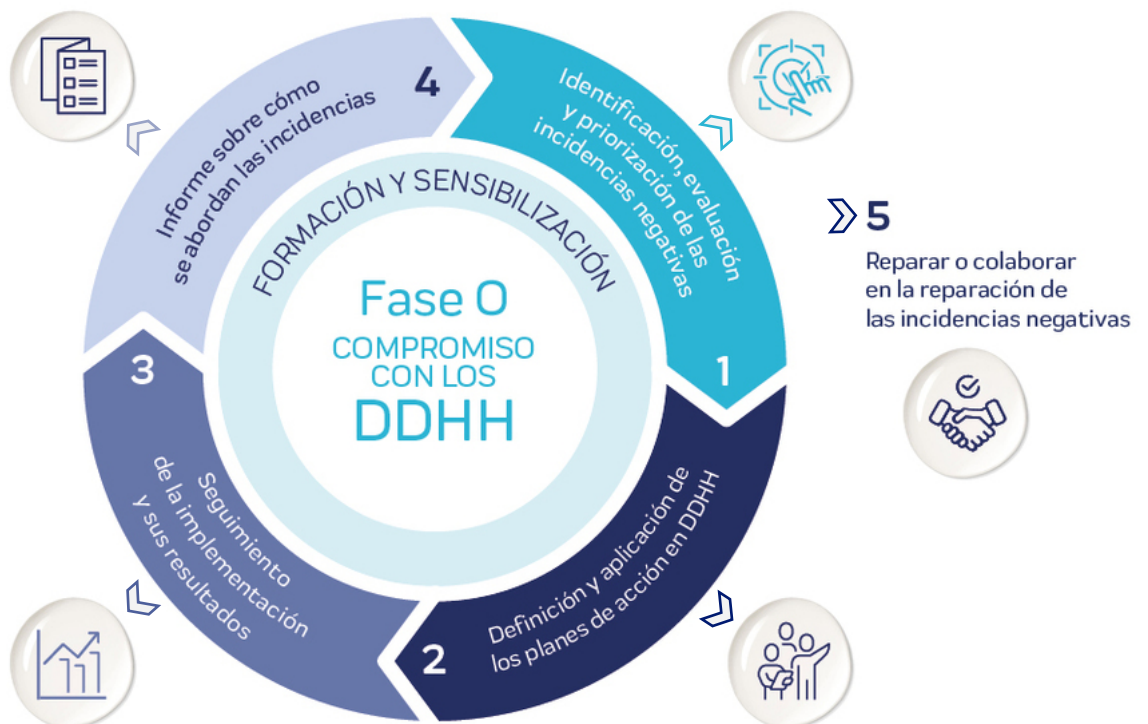 FORMACIÓN Y SENSIBILIZACIÓN
Fase 0
COMPROMISO
CON LOS
DDHH
1
Identificación, evaluación
y priorización de las
incidencias negativas
2
Definición y aplicación de
los planes de acción en DDHH
3
Seguimiento
de la implementación
y sus resultados
4
Informe sobre cómo
se abordan las incidencias
5
Reparar o colaborar
en la reparación de
las incidencias negativas